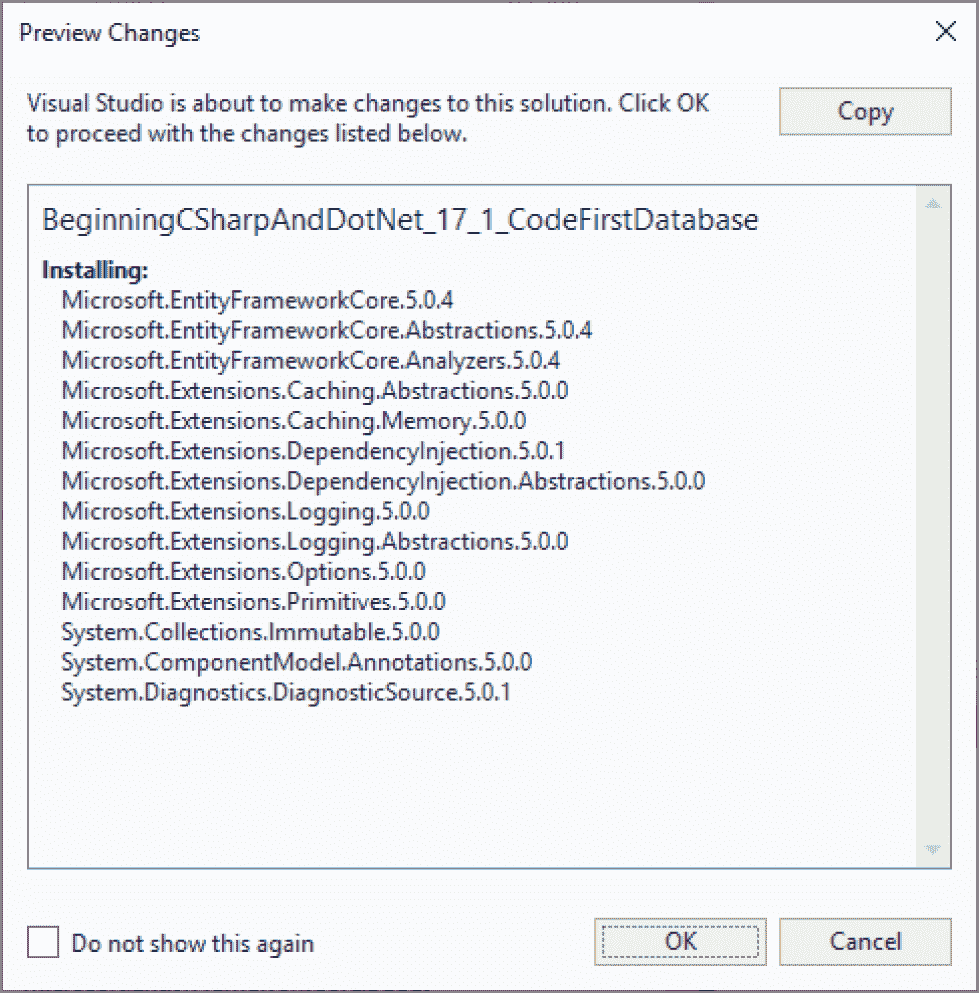 Preview Changes
Visual Studio is about to make changes to this solution. Click OK
to proceed with the changes listed below.
Copy
BeginningCSharpAndDotNet_17_1_CodeFirstDatabase
Installing:
Microsoft.EntityFrameworkCore.5.0.4
Microsoft.EntityFrameworkCore.Abstractions.5.0.4
Microsoft.EntityFrameworkCore.Analyzers.5.0.4
Microsoft.Extensions.Caching.Abstractions.5.0.0
Microsoft.Extensions.Caching.Memory.5.0.0
Microsoft.Extensions.DependencyInjection.5.0.1
Microsoft.Extensions.DependencyInjection.Abstractions.5.0.0
Microsoft.Extensions.Logging.5.0.0
Microsoft.Extensions.Logging.Abstractions.5.0.0
Microsoft.Extensions.Options.5.0.0
Microsoft.Extensions.Primitives.5.0.0
System.Collections.Immutable.5.0.0
System.ComponentModel.Annotations.5.0.0
System.Diagnostics.DiagnosticSource.5.0.1
Do not show this again
OK
Cancel